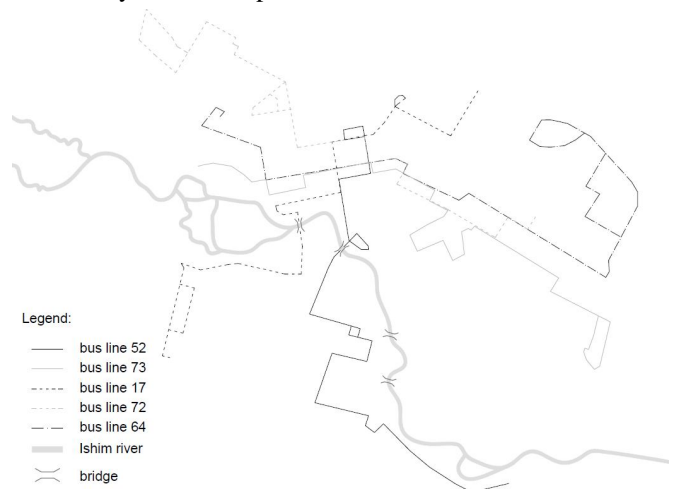 Legend:
bus line 52
bus line 73
bus line 17
bus line 72
bus line 64
Ishim river
bridge